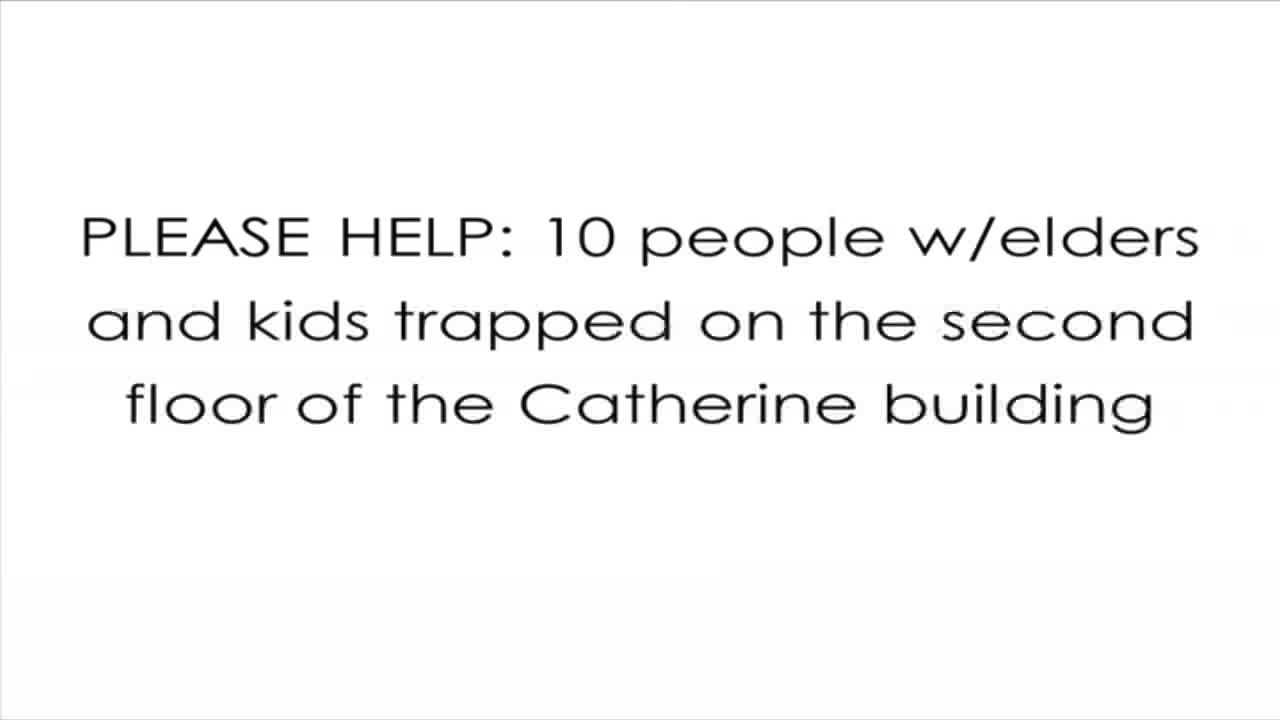 PLEASE HELP: 10 people w/elders
and kids trapped on the second
floor of the Catherine building